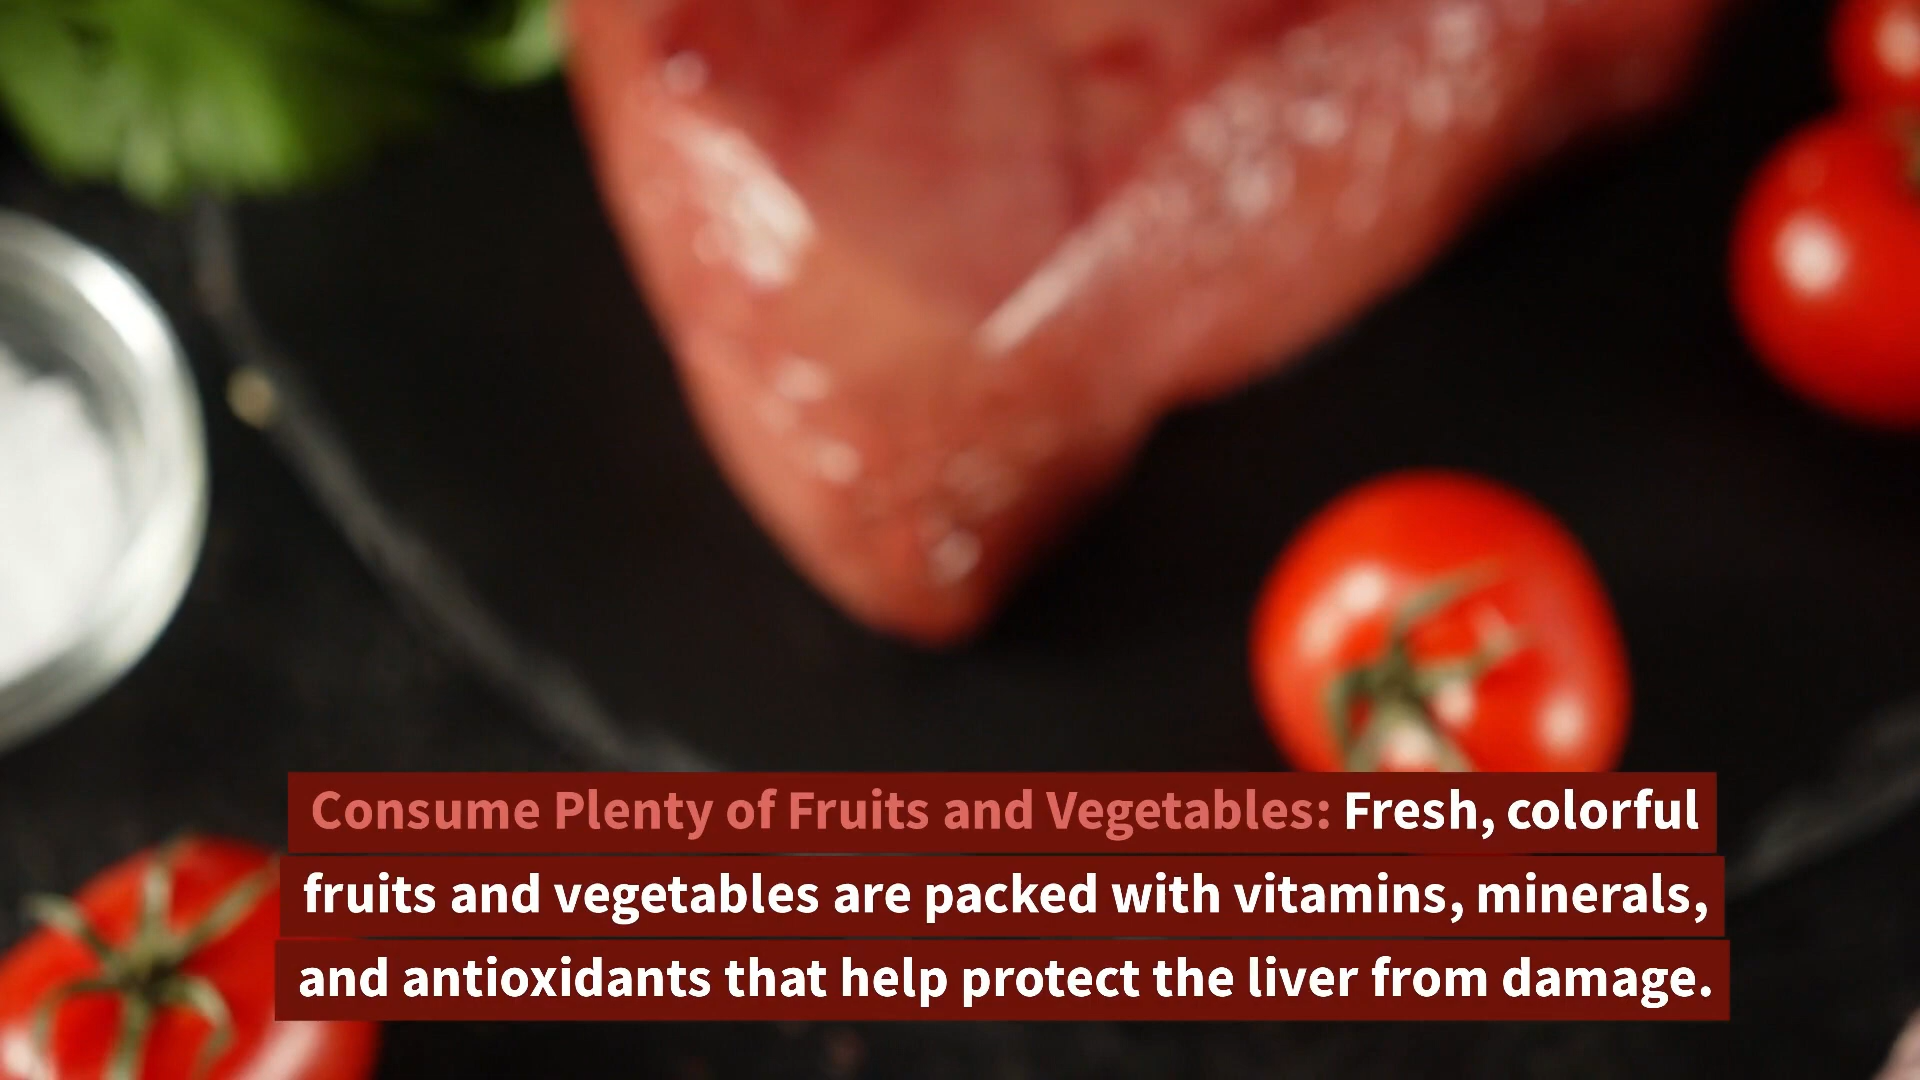 Consume Plenty of Fruits and Vegetables: Fresh, colorful
fruits and vegetables are packed with vitamins, minerals,
and antioxidants that help protect the liver from damage.